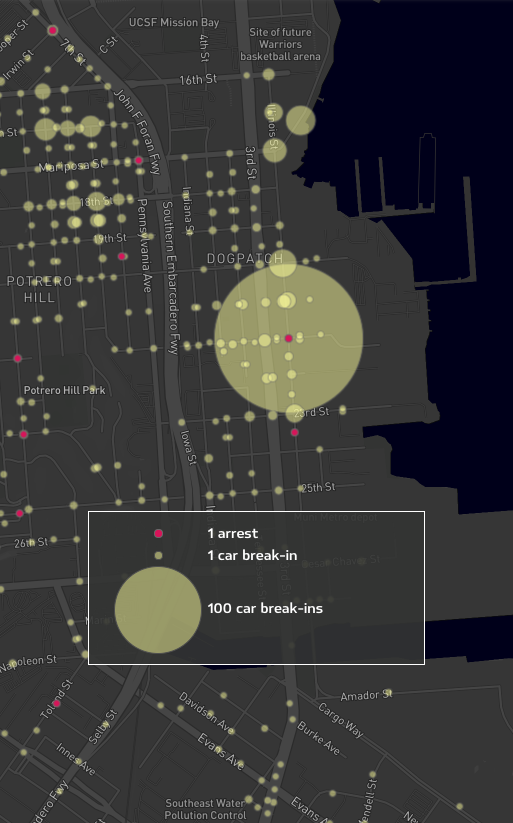 UCSF Mission Bay
Site of future
Warriors
basketball arena
7th St
C St
4th St
Irwin St
16th St
John F Foran Fwy
Illinois St
3rd St
Mariposa St
Indiana St
18th St
Pennsylvania Ave
Southern Embarcadero Fwy
19th St
DOGPATCH
POTRERO
HILL
Potrero Hill Park
23rd St
Iowa St
25th St
26th St
1 arrest
1 car break-in
100 car break-ins
Napoleon St
Toland St
Selby St
Amador St
Davidson Ave
Cargo Way
Evans Ave
Burke Ave
Innes Ave
Southeast Water
Pollution Control
Evans A